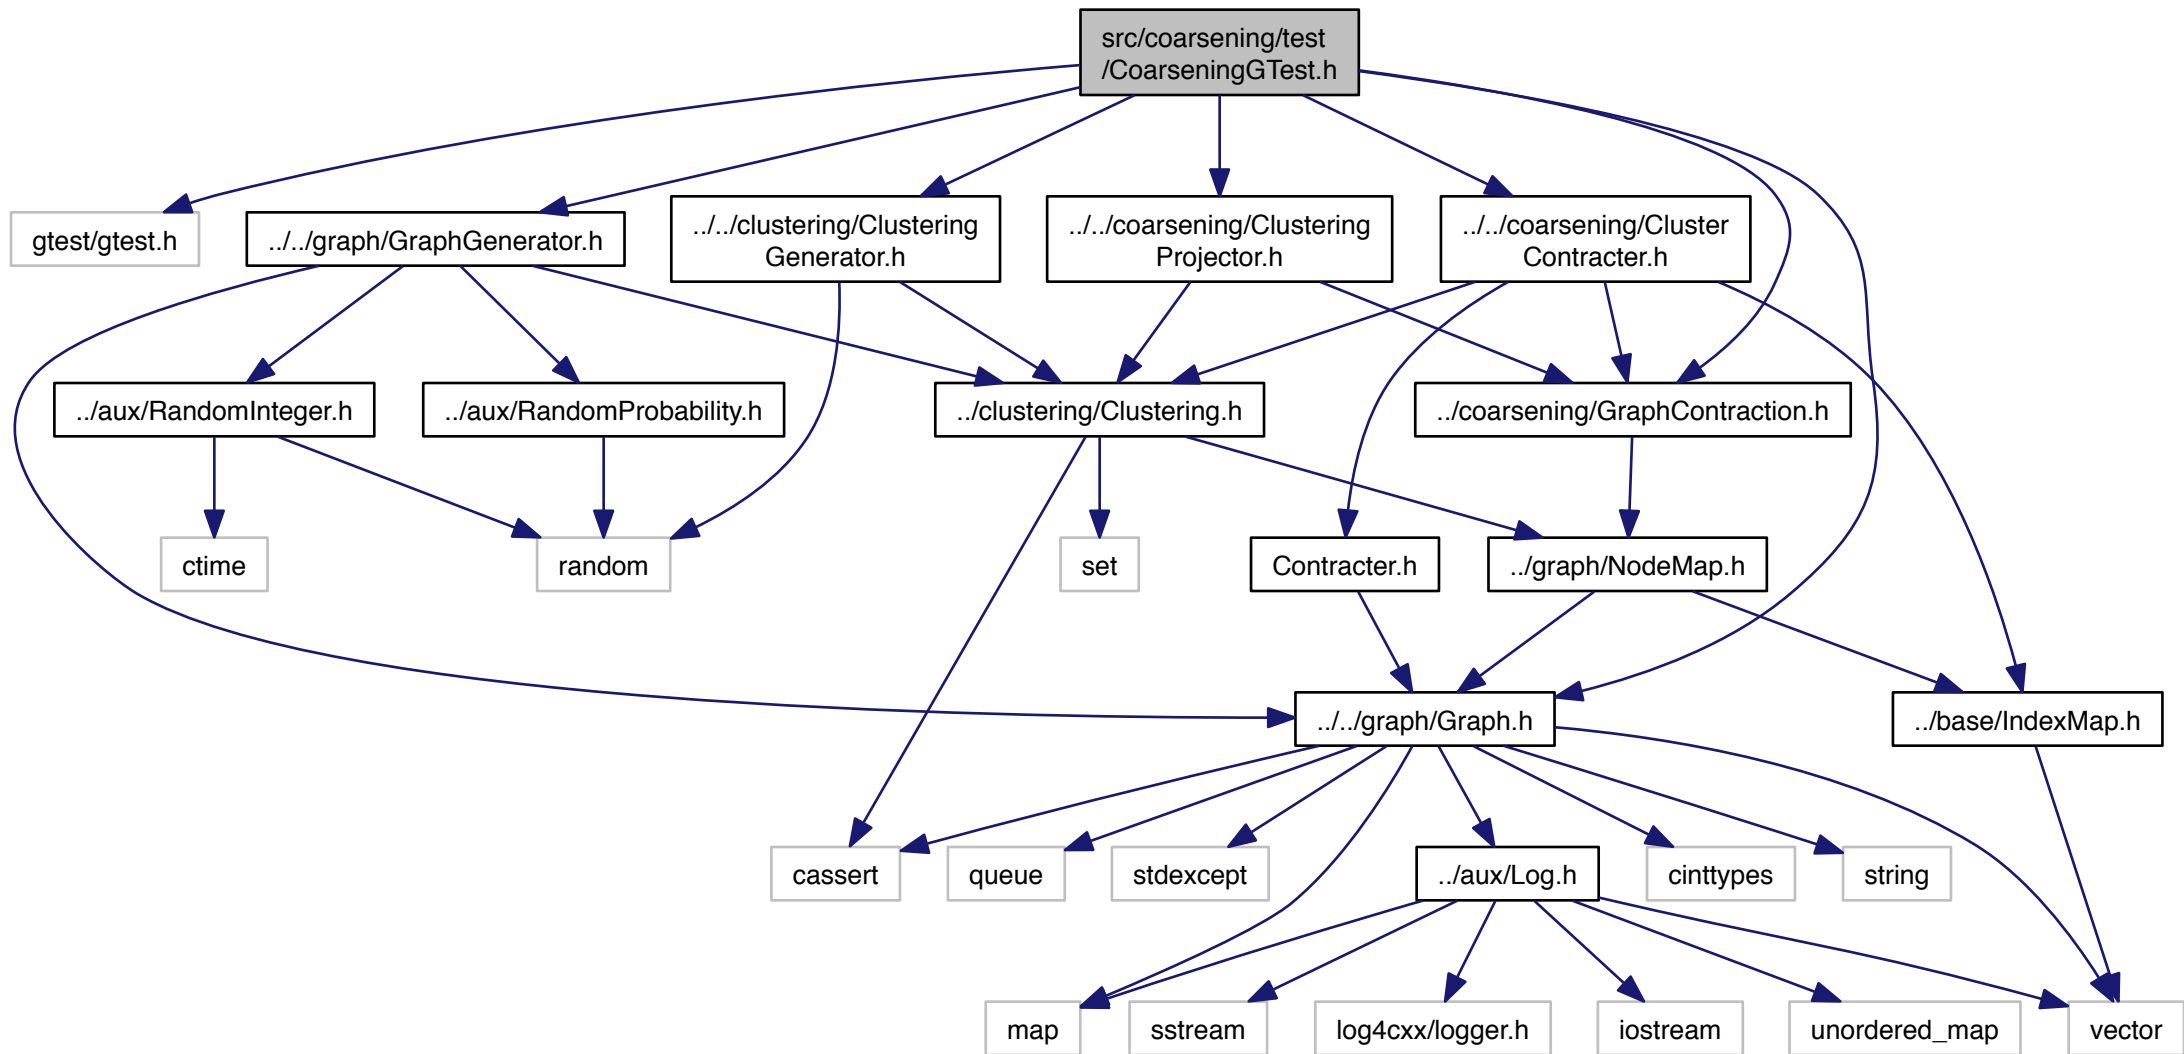 src/coarsening/test
/CoarseningGTest.h
gtest/gtest.h
../../graph/GraphGenerator.h
../../clustering/Clustering
Generator.h
../../coarsening/Clustering
Projector.h
../../coarsening/Cluster
Contracter.h
../aux/RandomInteger.h
../aux/RandomProbability.h
../clustering/Clustering.h
../coarsening/GraphContraction.h
ctime
random
set
Contracter.h
../graph/NodeMap.h
../../graph/Graph.h
../base/IndexMap.h
cassert
queue
stdexcept
../aux/Log.h
cinttypes
string
map
sstream
log4cxx/logger.h
iostream
unordered_map
vector